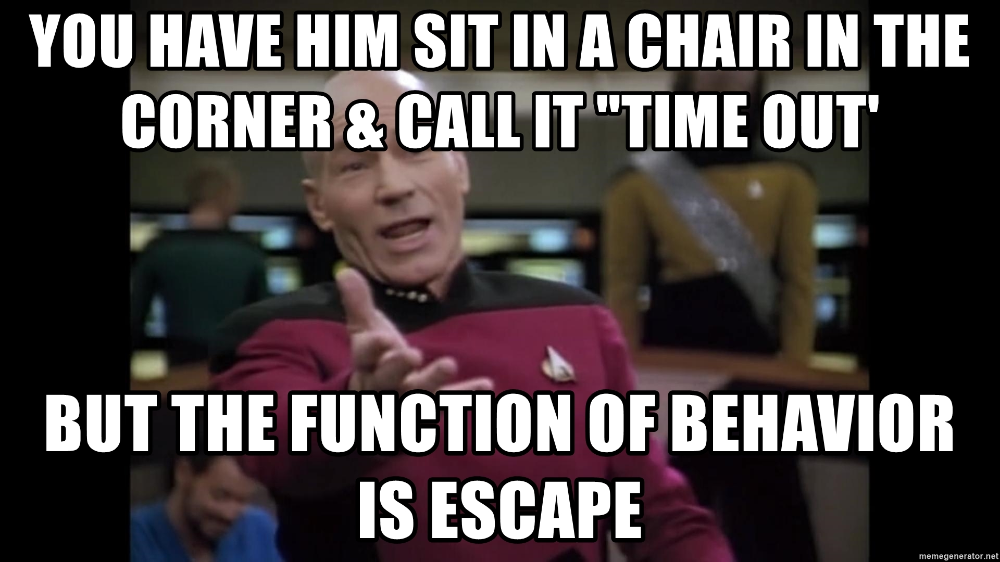 YOU HAVE HIM SIT IN A CHAIR IN THE
CORNER & CALL IT "TIME OUT'
BUT THE FUNCTION OF BEHAVIOR
IS ESCAPE
memegenerator.net